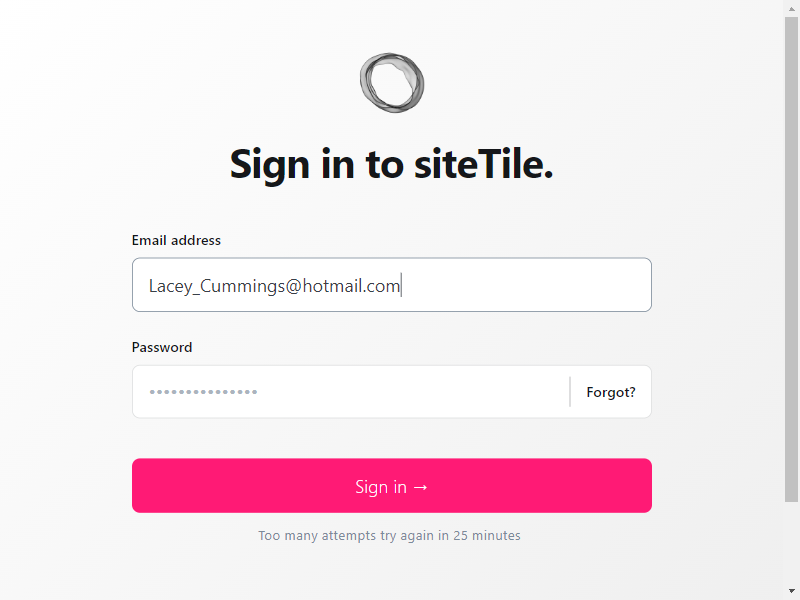 Sign in to siteTile.
Email address
Lacey_Cummings@hotmail.com
Password
•••••••••••••••
Forgot?
Sign in →
Too many attempts try again in 25 minutes